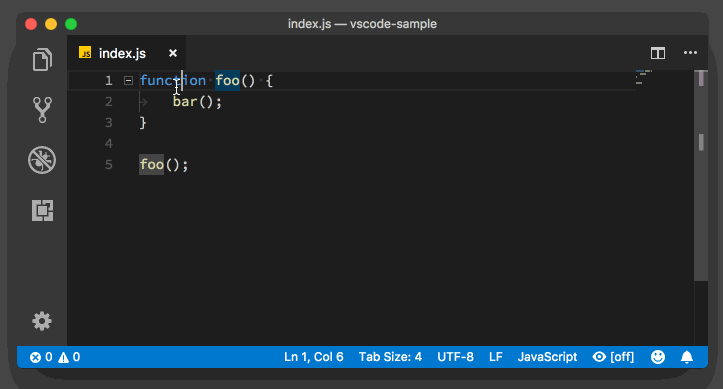 index.js — vscode-sample
JS index.js ×
1 function foo() {
2 bar();
3 }
4
5 foo();
0 0 Ln 1, Col 6 Tab Size: 4 UTF-8 LF JavaScript [off]